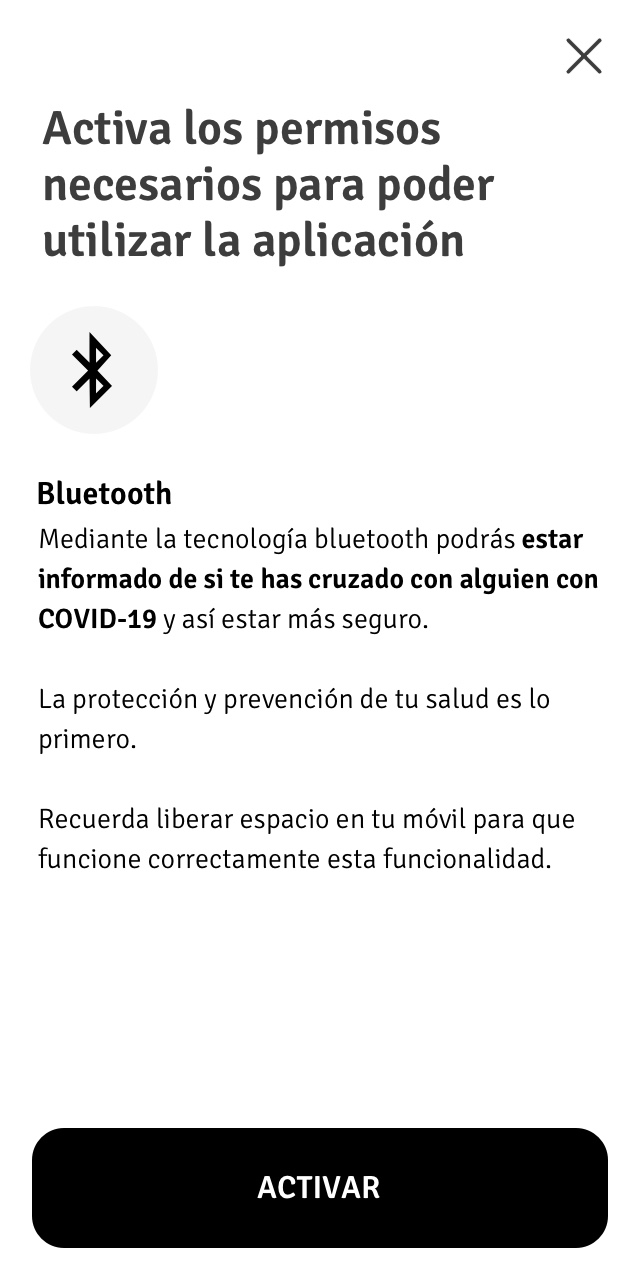 Activa los permisos
necesarios para poder
utilizar la aplicación
Bluetooth
Mediante la tecnología bluetooth podrás estar
informado de si te has cruzado con alguien con
COVID-19 y así estar más seguro.
La protección y prevención de tu salud es lo
primero.
Recuerda liberar espacio en tu móvil para que
funcione correctamente esta funcionalidad.
ACTIVAR